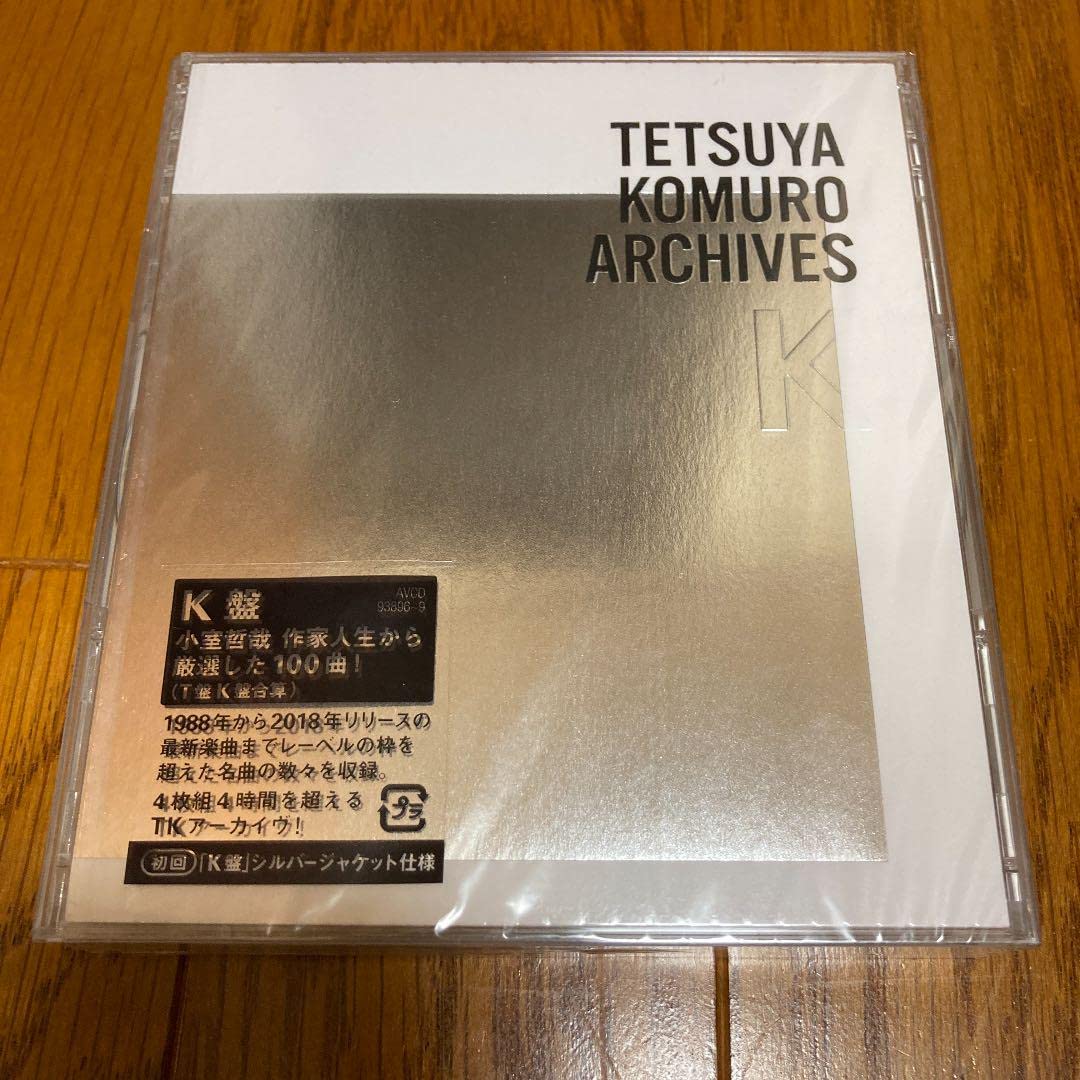 TETSUYA
KOMURO
ARCHIVES
K
K盤
AVCD
93896~9
小室哲哉 作家人生から
厳選した100曲！
(T盤K盤合算)
1988年から2018年リリースの
最新楽曲までレーベルの枠を
超えた名曲の数々を収録。
4枚組4時間を超える
TKアーカイヴ！
プラ
初回 「K盤」シルバージャケット仕様